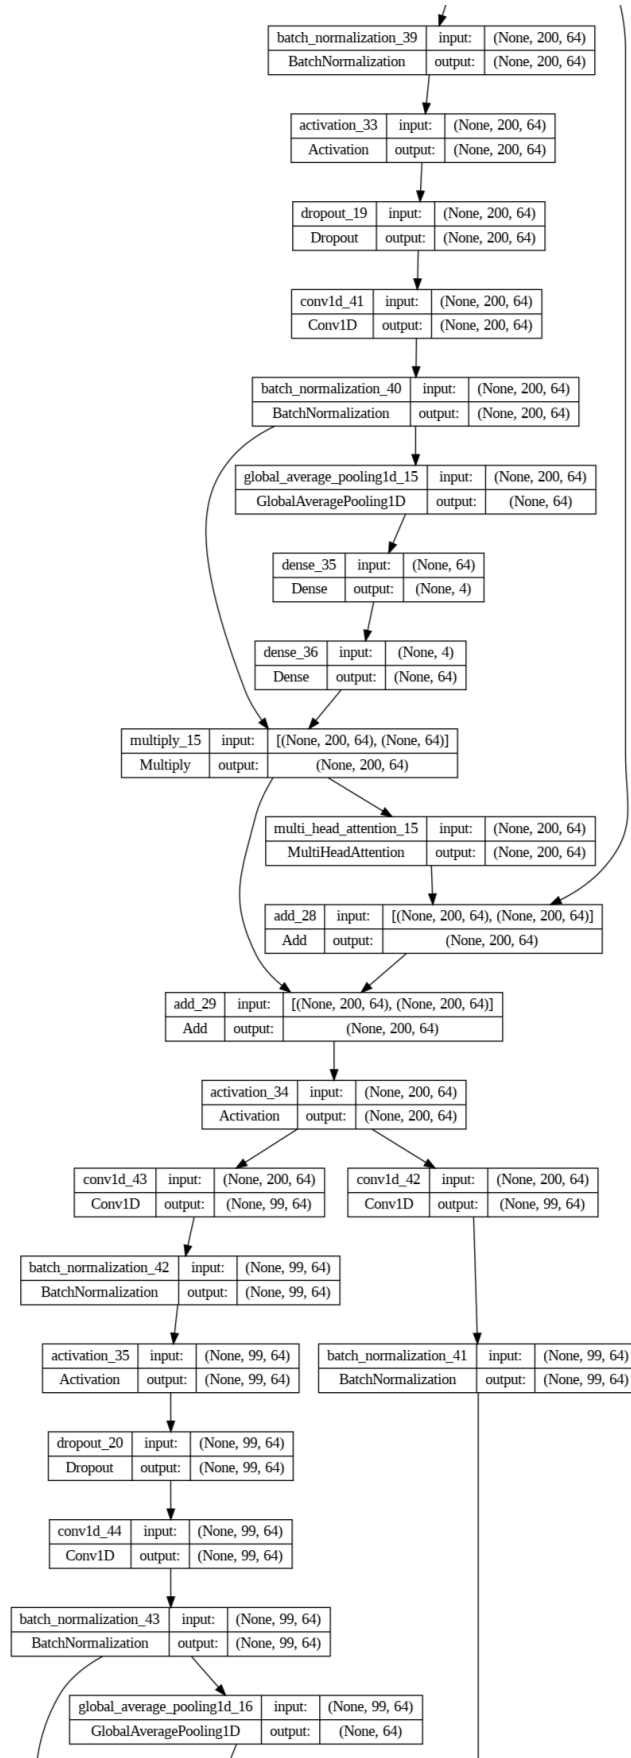 batch_normalization_39 input: (None, 200, 64)
BatchNormalization output: (None, 200, 64)
activation_33 input: (None, 200, 64)
Activation output: (None, 200, 64)
dropout_19 input: (None, 200, 64)
Dropout output: (None, 200, 64)
conv1d_41 input: (None, 200, 64)
Conv1D output: (None, 200, 64)
batch_normalization_40 input: (None, 200, 64)
BatchNormalization output: (None, 200, 64)
global_average_pooling1d_15 input: (None, 200, 64)
GlobalAveragePooling1D output: (None, 64)
dense_35 input: (None, 64)
Dense output: (None, 4)
dense_36 input: (None, 4)
Dense output: (None, 64)
multiply_15 input: [(None, 200, 64), (None, 64)]
Multiply output: (None, 200, 64)
multi_head_attention_15 input: (None, 200, 64)
MultiHeadAttention output: (None, 200, 64)
add_28 input: [(None, 200, 64), (None, 200, 64)]
Add output: (None, 200, 64)
add_29 input: [(None, 200, 64), (None, 200, 64)]
Add output: (None, 200, 64)
activation_34 input: (None, 200, 64)
Activation output: (None, 200, 64)
conv1d_43 input: (None, 200, 64)
Conv1D output: (None, 99, 64)
conv1d_42 input: (None, 200, 64)
Conv1D output: (None, 99, 64)
batch_normalization_42 input: (None, 99, 64)
BatchNormalization output: (None, 99, 64)
activation_35 input: (None, 99, 64)
Activation output: (None, 99, 64)
batch_normalization_41 input: (None, 99, 64)
BatchNormalization output: (None, 99, 64)
dropout_20 input: (None, 99, 64)
Dropout output: (None, 99, 64)
conv1d_44 input: (None, 99, 64)
Conv1D output: (None, 99, 64)
batch_normalization_43 input: (None, 99, 64)
BatchNormalization output: (None, 99, 64)
global_average_pooling1d_16 input: (None, 99, 64)
GlobalAveragePooling1D output: (None, 64)